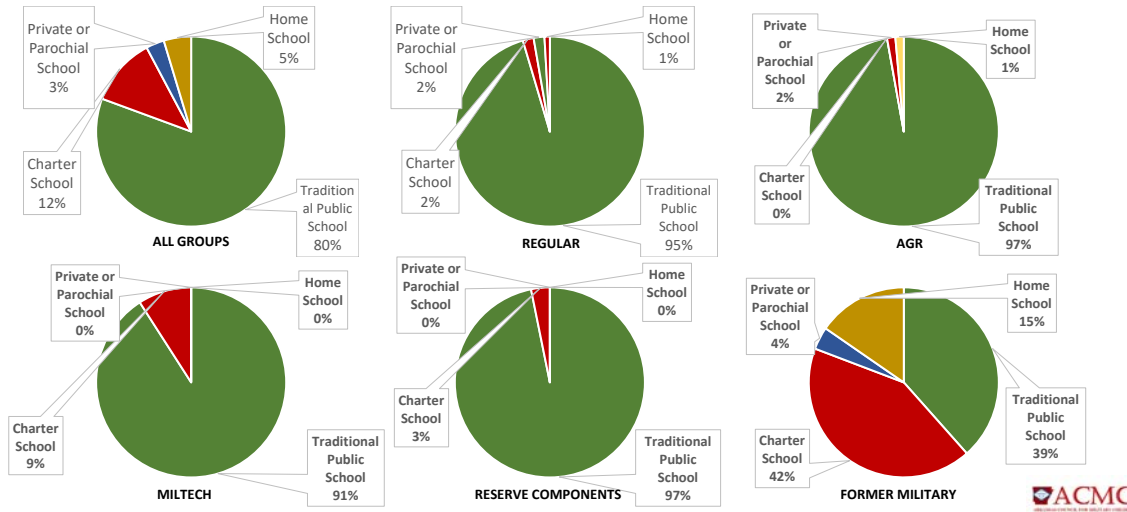 Private or
Parochial
School
3%
Home
School
5%
Charter
School
12%
Tradition
al Public
School
80%
ALL GROUPS
Private or
Parochial
School
2%
Home
School
1%
Charter
School
2%
Traditional
Public
School
95%
REGULAR
Private
or
Parochial
School
2%
Home
School
1%
Charter
School
0%
Traditional
Public
School
97%
AGR
Private or
Parochial
School
0%
Home
School
0%
Charter
School
9%
Traditional
Public
School
91%
MILTECH
Private or
Parochial
School
0%
Home
School
0%
Charter
School
3%
Traditional
Public
School
97%
RESERVE COMPONENTS
Private or
Parochial
School
4%
Home
School
15%
Charter
School
42%
Traditional
Public
School
39%
FORMER MILITARY
ACMC